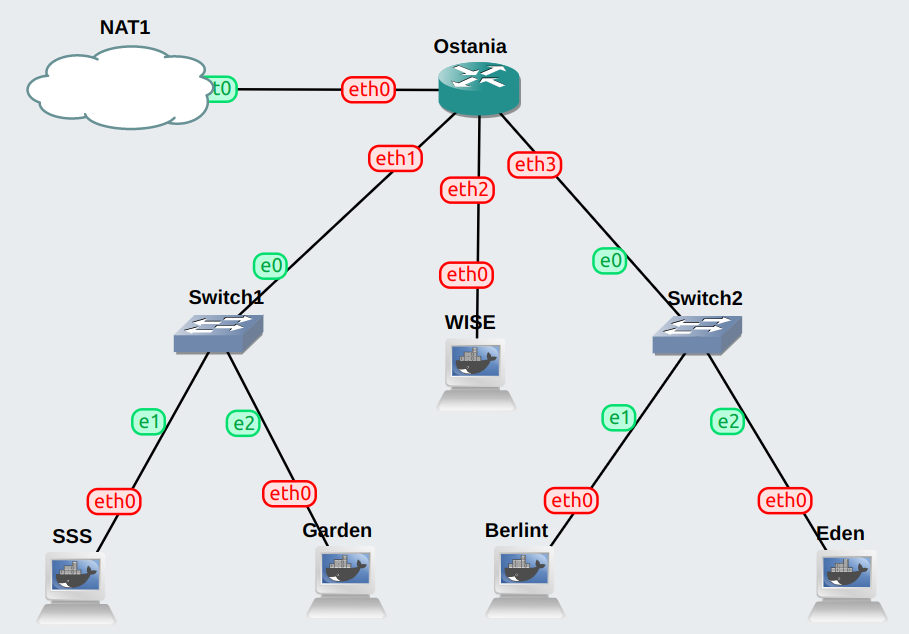 NAT1
Ostania
t0
eth0
eth1
eth2
eth3
e0
e0
eth0
Switch1
WISE
Switch2
e1
e2
e1
e2
eth0
eth0
eth0
eth0
SSS
Garden
Berlint
Eden